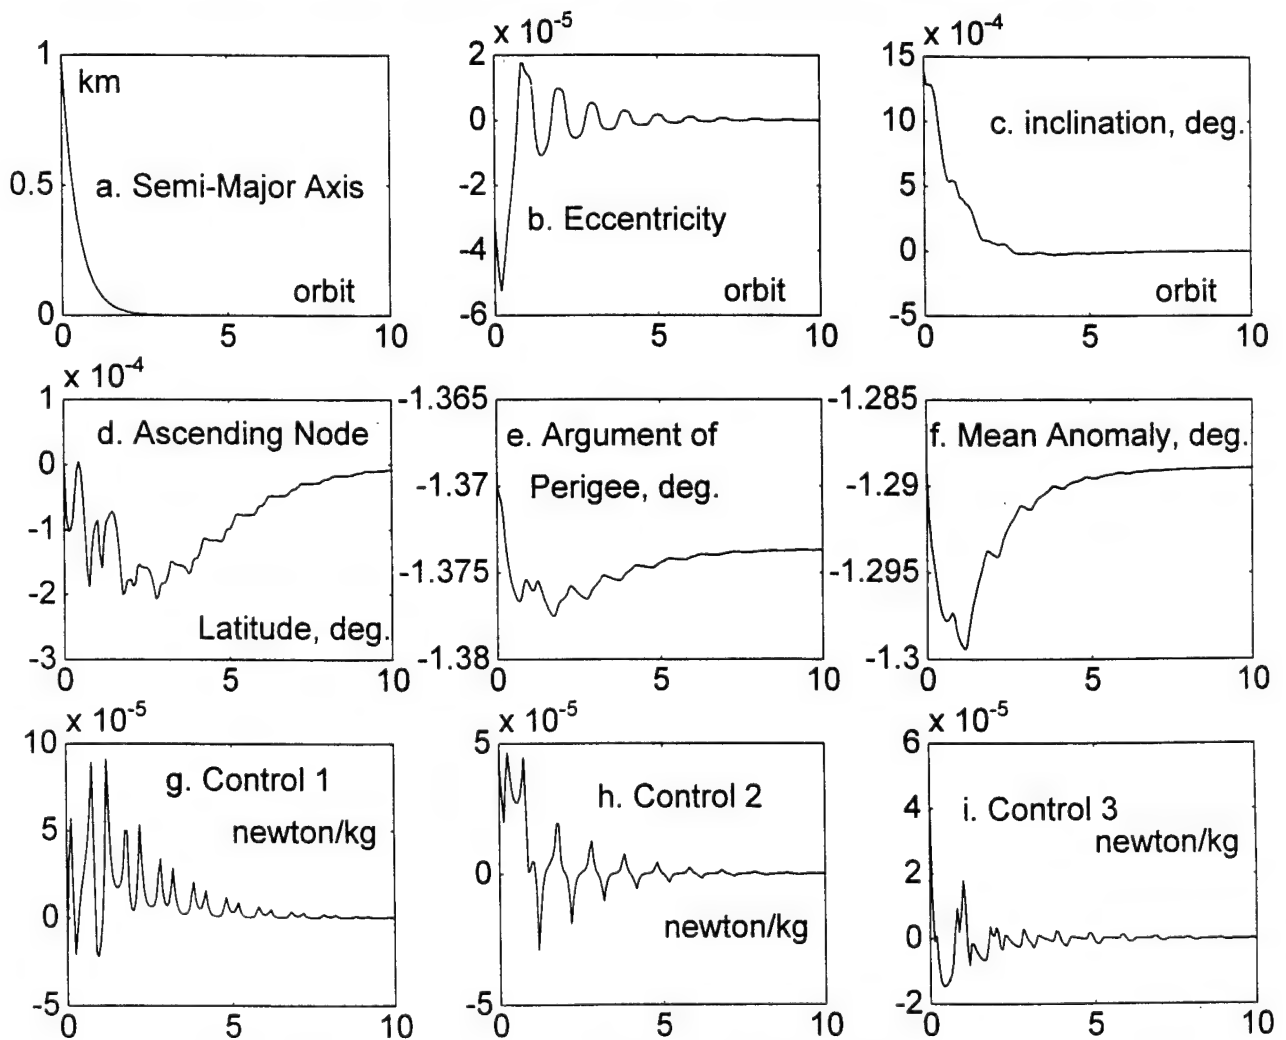 x 10-5
x 10-4
1
2
15
km
0
10
c. inclination, deg.
0.5
a. Semi-Major Axis
-2
b. Eccentricity
5
-4
0
orbit
orbit
orbit
0
-6
-5
0
5
10
0
5
10
0
5
10
x 10-4
1
-1.365
-1.285
d. Ascending Node
e. Argument of
f. Mean Anomaly, deg.
0
-1.37
Perigee, deg.
-1.29
-1
-1.375
-1.295
-2
Latitude, deg.
-3
-1.38
-1.3
0
5
10
0
5
10
0
5
10
x 10-5
x 10-5
x 10-5
10
5
6
g. Control 1
h. Control 2
4
i. Control 3
5
newton/kg
newton/kg
0
2
0
newton/kg
0
-5
-5
-2
0
5
10
0
5
10
0
5
10